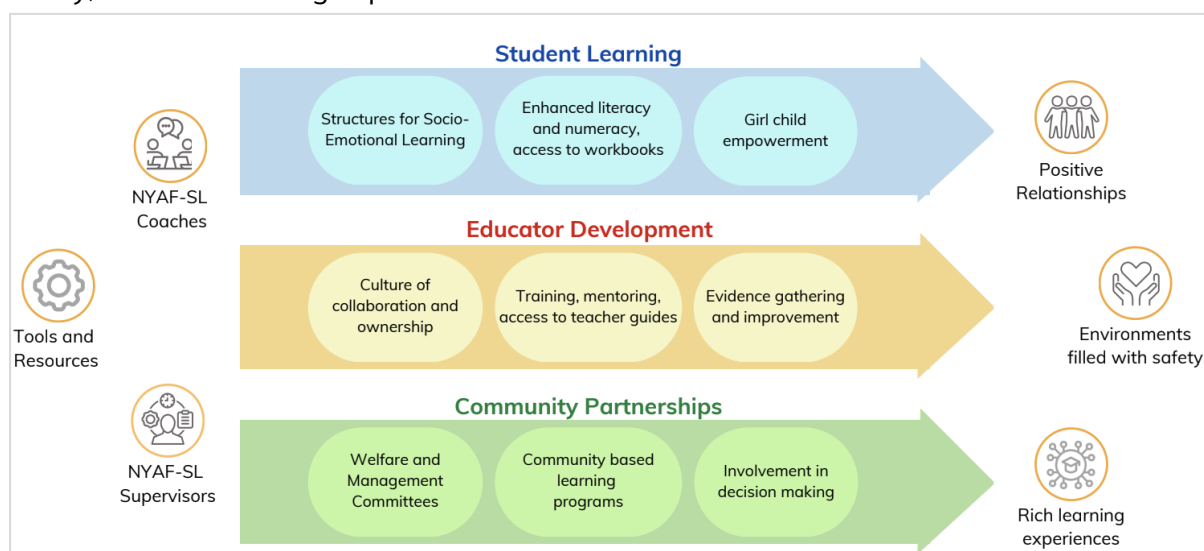 Student Learning
Structures for Socio-
Emotional Learning
Enhanced literacy
and numeracy,
access to workbooks
Girl child
empowerment
NYAF-SL
Coaches
Positive
Relationships
Educator Development
Culture of
collaboration and
ownership
Training, mentoring,
access to teacher guides
Evidence gathering
and improvement
Tools and
Resources
Environments
filled with safety
Community Partnerships
Welfare and
Management
Committees
Community based
learning
programs
Involvement in
decision making
NYAF-SL
Supervisors
Rich learning
experiences